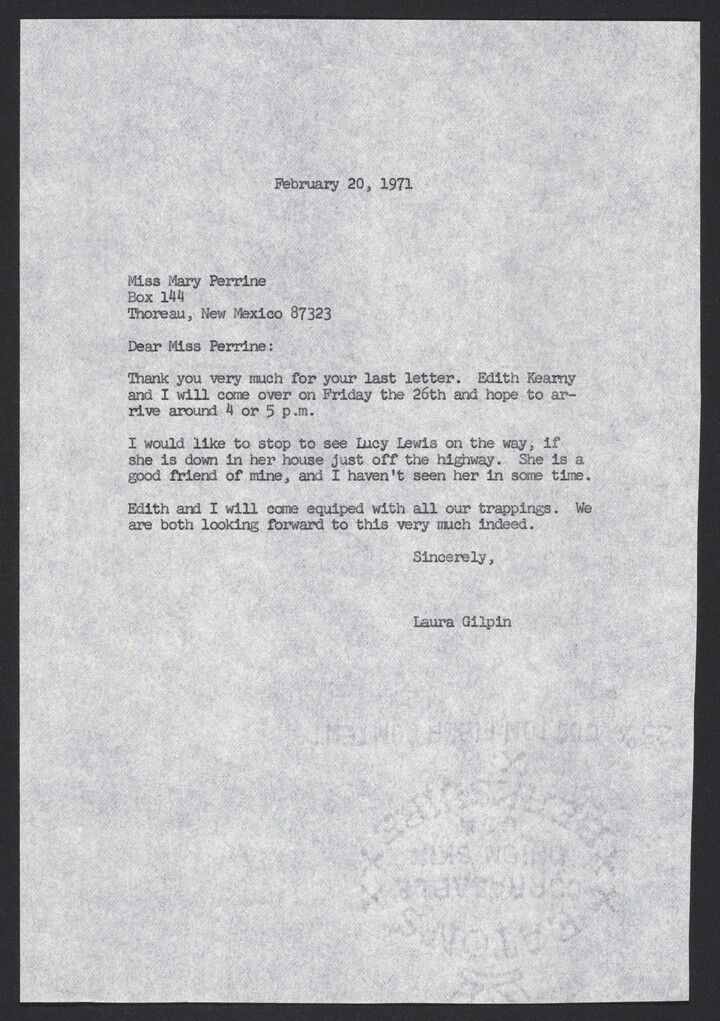 February 20, 1971
Miss Mary Perrine
Box 144
Thoreau, New Mexico 87323
Dear Miss Perrine:
Thank you very much for your last letter. Edith Kearny
and I will come over on Friday the 26th and hope to ar-
rive around 4 or 5 p.m.
I would like to stop to see Lucy Lewis on the way, if
she is down in her house just off the highway. She is a
good friend of mine, and I haven't seen her in some time.
Edith and I will come equiped with all our trappings. We
are both looking forward to this very much indeed.
Sincerely,
Laura Gilpin
COTTON FIBER CONTENT
ONION SKIN